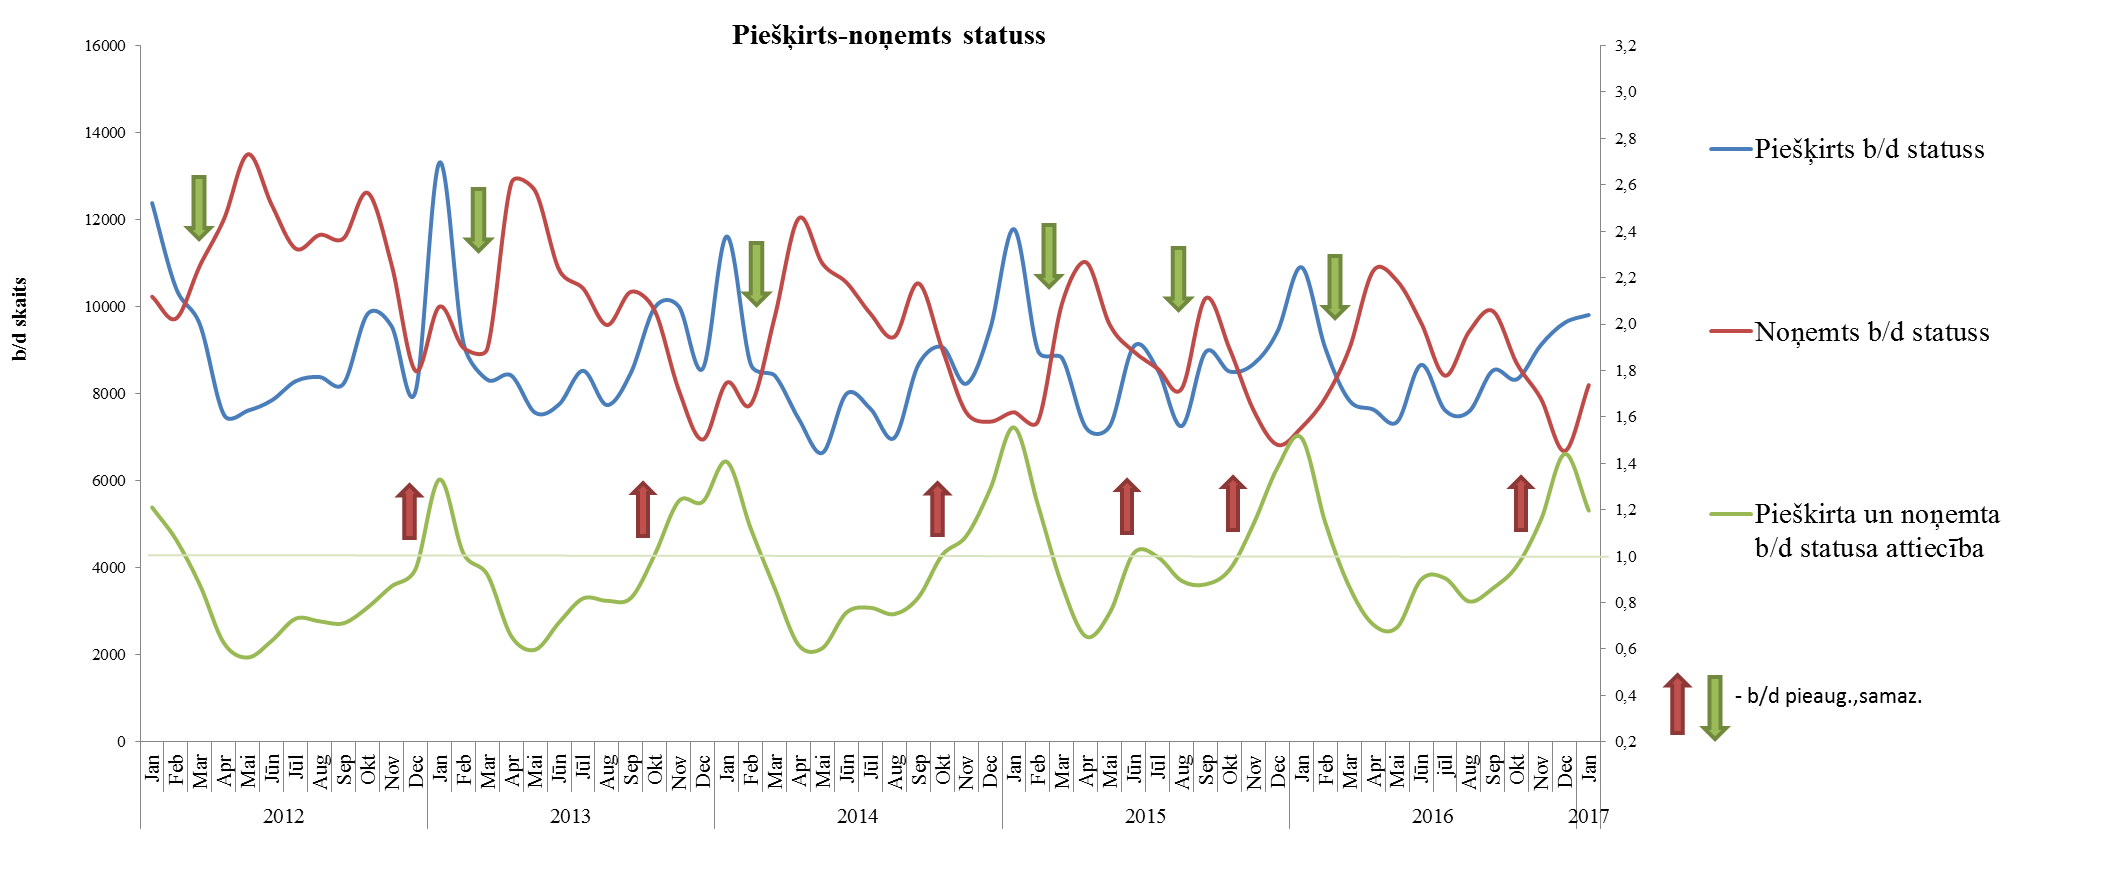 Piešķirts-noņemts statuss
b/d skaits
16000
14000
12000
10000
8000
6000
4000
2000
0
3,2
3,0
2,8
2,6
2,4
2,2
2,0
1,8
1,6
1,4
1,2
1,0
0,8
0,6
0,4
0,2
Piešķirts b/d statuss
Noņemts b/d statuss
Pieškirta un noņemta
b/d statusa attiecība
- b/d pieaug.,samaz.
Jan Feb Mar Apr Mai Jūn Jūl Aug Sep Okt Nov Dec Jan Feb Mar Apr Mai Jūn Jūl Aug Sep Okt Nov Dec Jan Feb Mar Apr Mai Jūn Jūl Aug Sep Okt Nov Dec Jan Feb Mar Apr Mai Jūn Jūl Aug Sep Okt Nov Dec Jan Feb Mar Apr Mai Jūn jūl Aug Sep Okt Nov Dec Jan
2012 2013 2014 2015 2016 2017